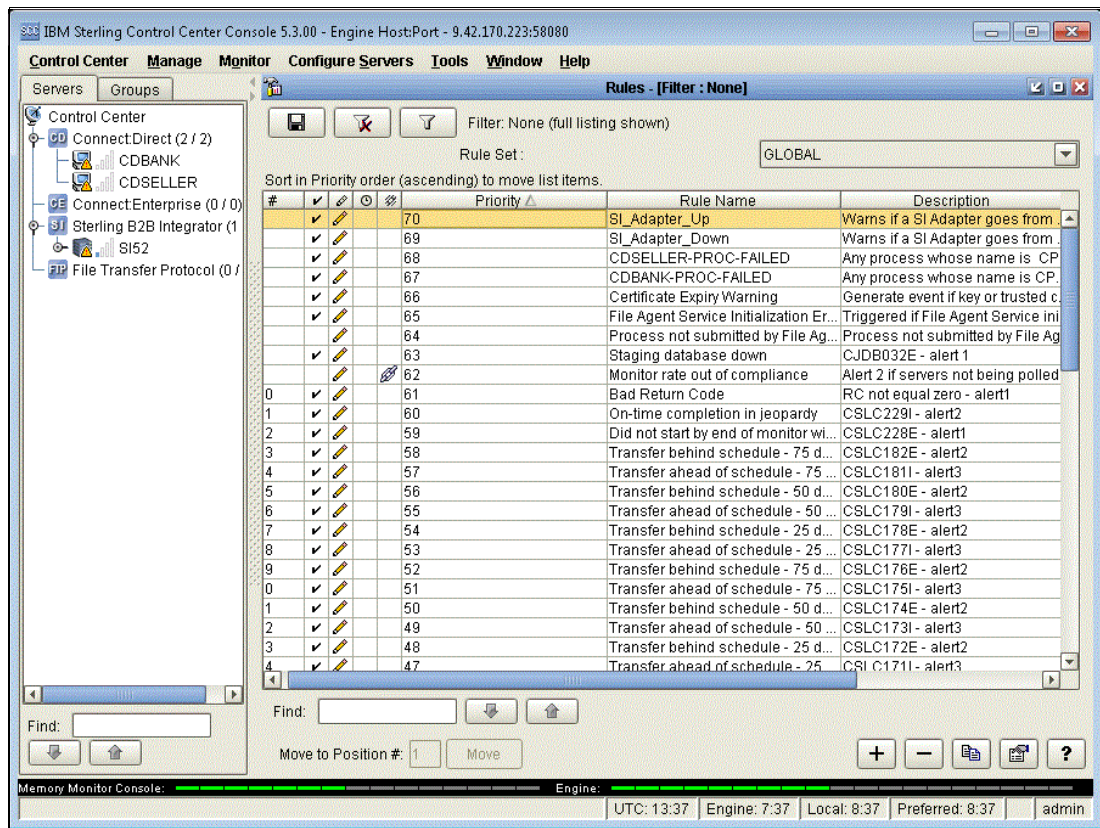 IBM Sterling Control Center Console 5.3.00 - Engine Host:Port - 9.42.170.223:58080
Control Center Manage Monitor Configure Servers Tools Window Help
Servers Groups
Rules - [Filter : None]
Control Center
CD Connect:Direct (2 / 2)
CDBANK
CDSELLER
CE Connect:Enterprise (0 / 0)
SI Sterling B2B Integrator (1
SI52
FTP File Transfer Protocol (0 /
Filter: None (full listing shown)
Rule Set : GLOBAL
Sort in Priority order (ascending) to move list items.
# Priority Rule Name Description
70 SI_Adapter_Up Warns if a SI Adapter goes from .
69 SI_Adapter_Down Warns if a SI Adapter goes from .
68 CDSELLER-PROC-FAILED Any process whose name is CP
67 CDBANK-PROC-FAILED Any process whose name is CP.
66 Certificate Expiry Warning Generate event if key or trusted c.
65 File Agent Service Initialization Er... Triggered if File Agent Service ini
64 Process not submitted by File Ag... Process not submitted by File Ag
63 Staging database down CJDB032E - alert 1
62 Monitor rate out of compliance Alert 2 if servers not being polled
0 61 Bad Return Code RC not equal zero - alert1
1 60 On-time completion in jeopardy CSLC229I - alert2
2 59 Did not start by end of monitor wi... CSLC228E - alert1
3 58 Transfer behind schedule - 75 d... CSLC182E - alert2
4 57 Transfer ahead of schedule - 75 ... CSLC181I - alert3
5 56 Transfer behind schedule - 50 d... CSLC180E - alert2
6 55 Transfer ahead of schedule - 50 ... CSLC179I - alert3
7 54 Transfer behind schedule - 25 d... CSLC178E - alert2
8 53 Transfer ahead of schedule - 25 ... CSLC177I - alert3
9 52 Transfer behind schedule - 75 d... CSLC176E - alert2
0 51 Transfer ahead of schedule - 75 ... CSLC175I - alert3
1 50 Transfer behind schedule - 50 d... CSLC174E - alert2
2 49 Transfer ahead of schedule - 50 ... CSLC173I - alert3
3 48 Transfer behind schedule - 25 d... CSLC172E - alert2
4 47 Transfer ahead of schedule - 25 ... CSLC171I - alert3
Find:
Find:
Move to Position #: 1 Move
+ - ?
Memory Monitor Console: Engine:
UTC: 13:37 Engine: 7:37 Local: 8:37 Preferred: 8:37 admin